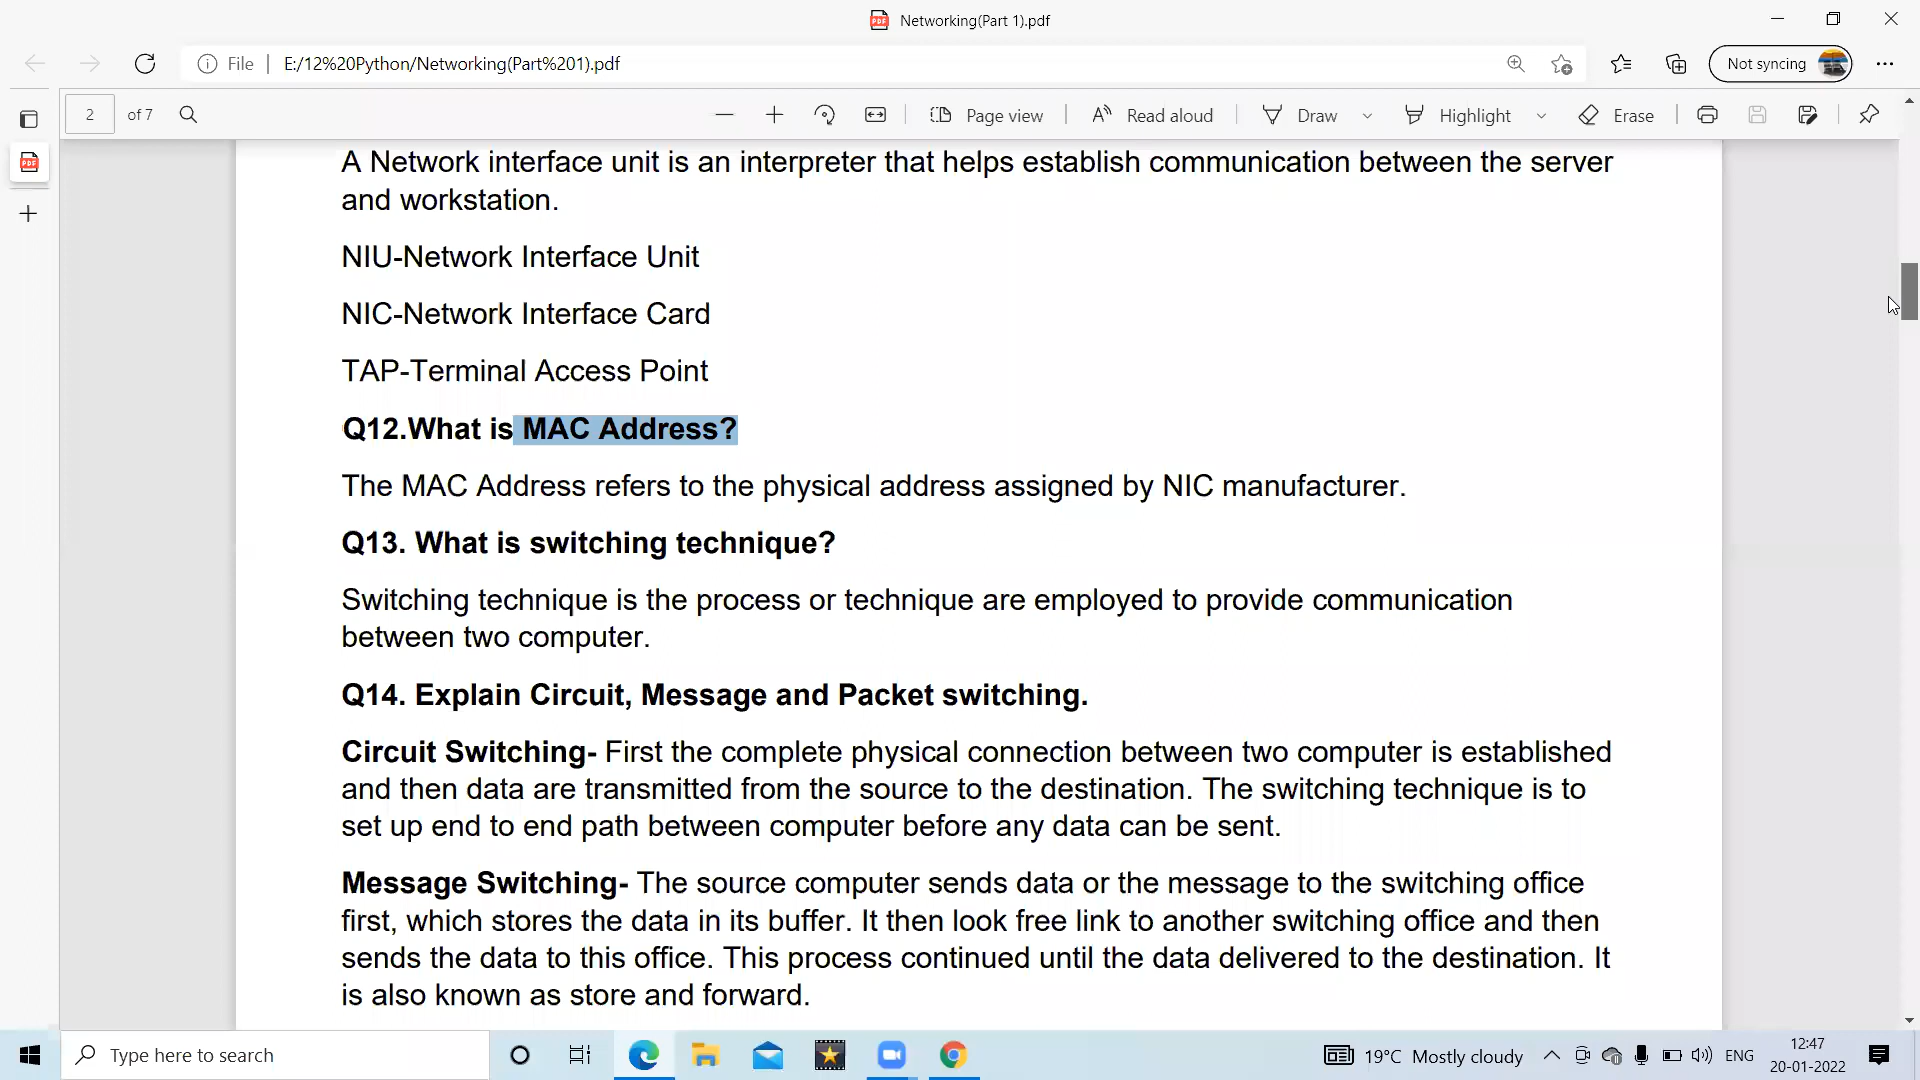 Networking(Part 1).pdf
File
E:/12%20Python/Networking(Part%201).pdf
Not syncing
2 of 7
Page view
Read aloud
Draw
Highlight
Erase
A Network interface unit is an interpreter that helps establish communication between the server
and workstation.
NIU-Network Interface Unit
NIC-Network Interface Card
TAP-Terminal Access Point
Q12.What is MAC Address?
The MAC Address refers to the physical address assigned by NIC manufacturer.
Q13. What is switching technique?
Switching technique is the process or technique are employed to provide communication
between two computer.
Q14. Explain Circuit, Message and Packet switching.
Circuit Switching- First the complete physical connection between two computer is established
and then data are transmitted from the source to the destination. The switching technique is to
set up end to end path between computer before any data can be sent.
Message Switching- The source computer sends data or the message to the switching office
first, which stores the data in its buffer. It then look free link to another switching office and then
sends the data to this office. This process continued until the data delivered to the destination. It
is also known as store and forward.
Type here to search
19°C Mostly cloudy
ENG
12:47
20-01-2022